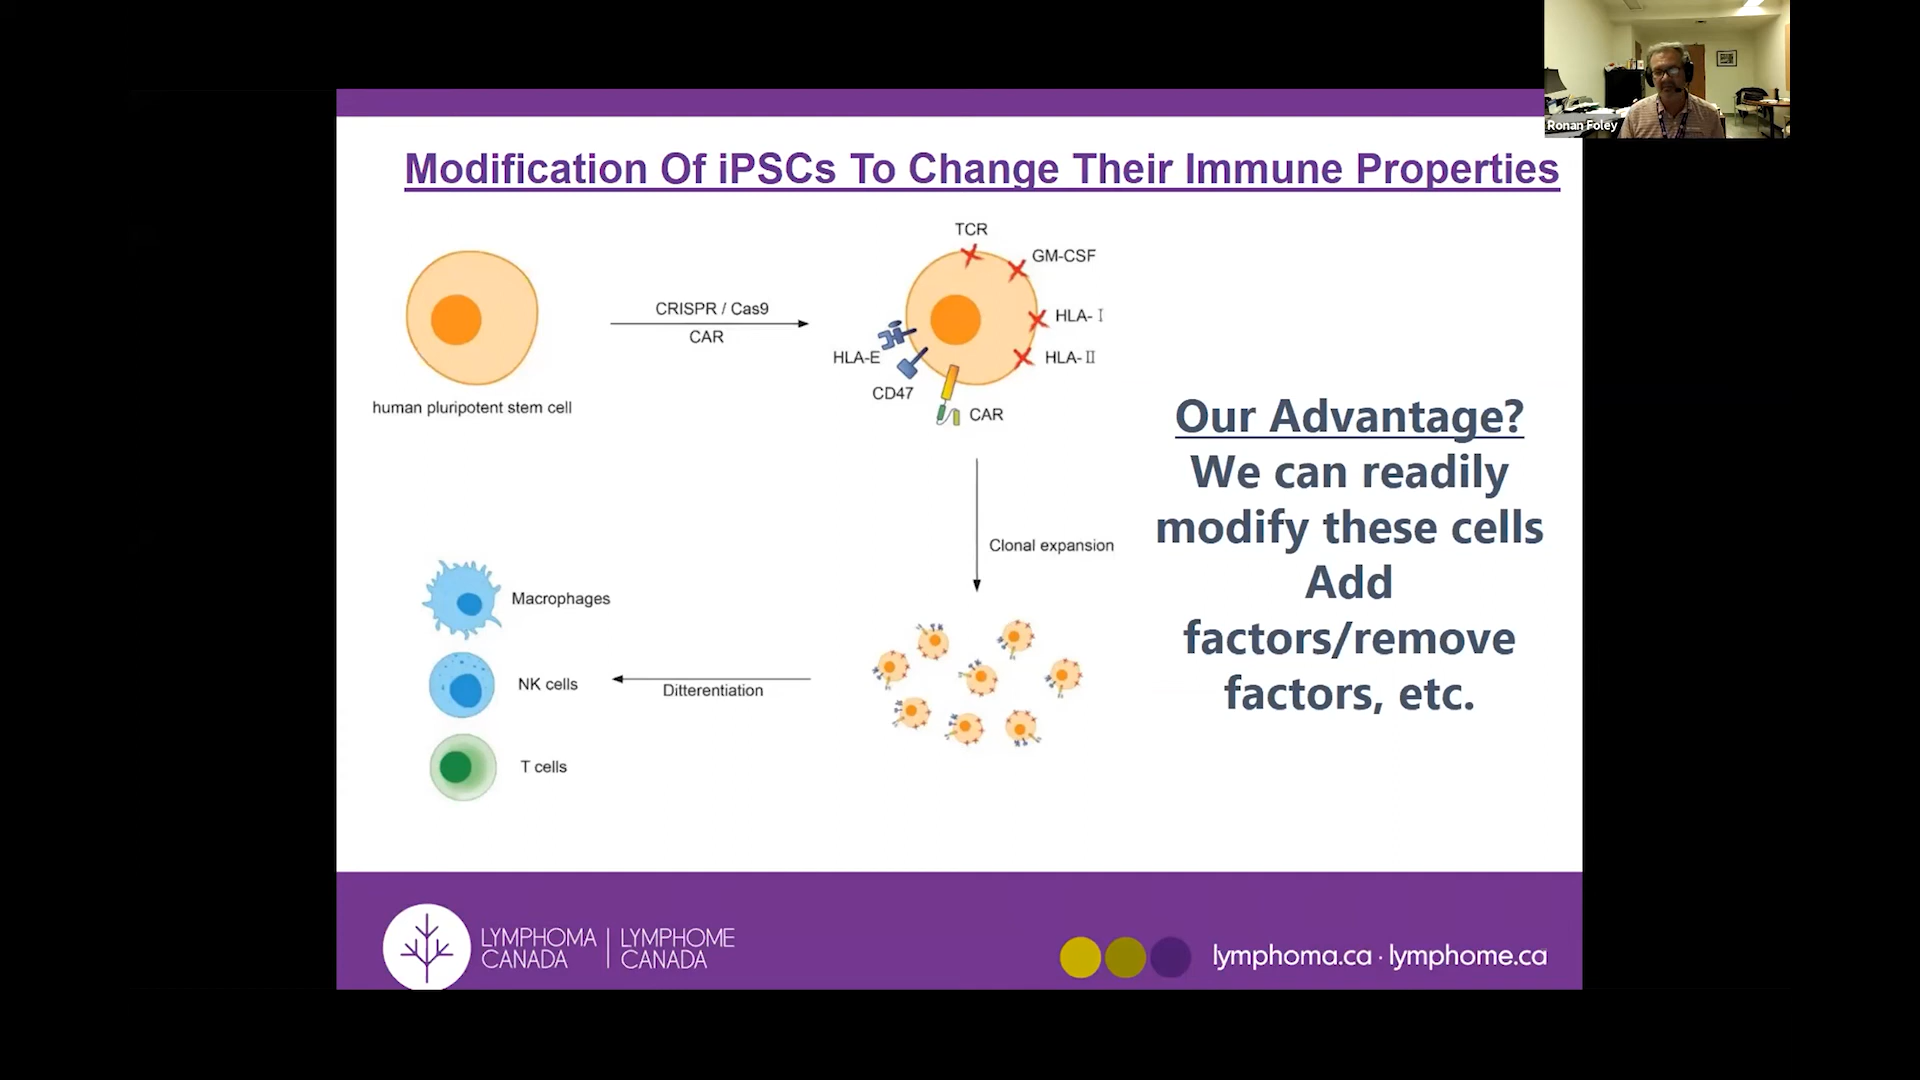 Ronan Foley
Modification Of iPSCs To Change Their Immune Properties
TCR
GM-CSF
CRISPR / Cas9
CAR
HLA-I
HLA-E
HLA-II
CD47
human pluripotent stem cell
CAR
Our Advantage?
We can readily
modify these cells
Add
factors/remove
factors, etc.
Clonal expansion
Macrophages
NK cells
Ditterentiation
T cells
LYMPHOMA
CANADA
LYMPHOME
CANADA
lymphoma.ca · lymphome.ca